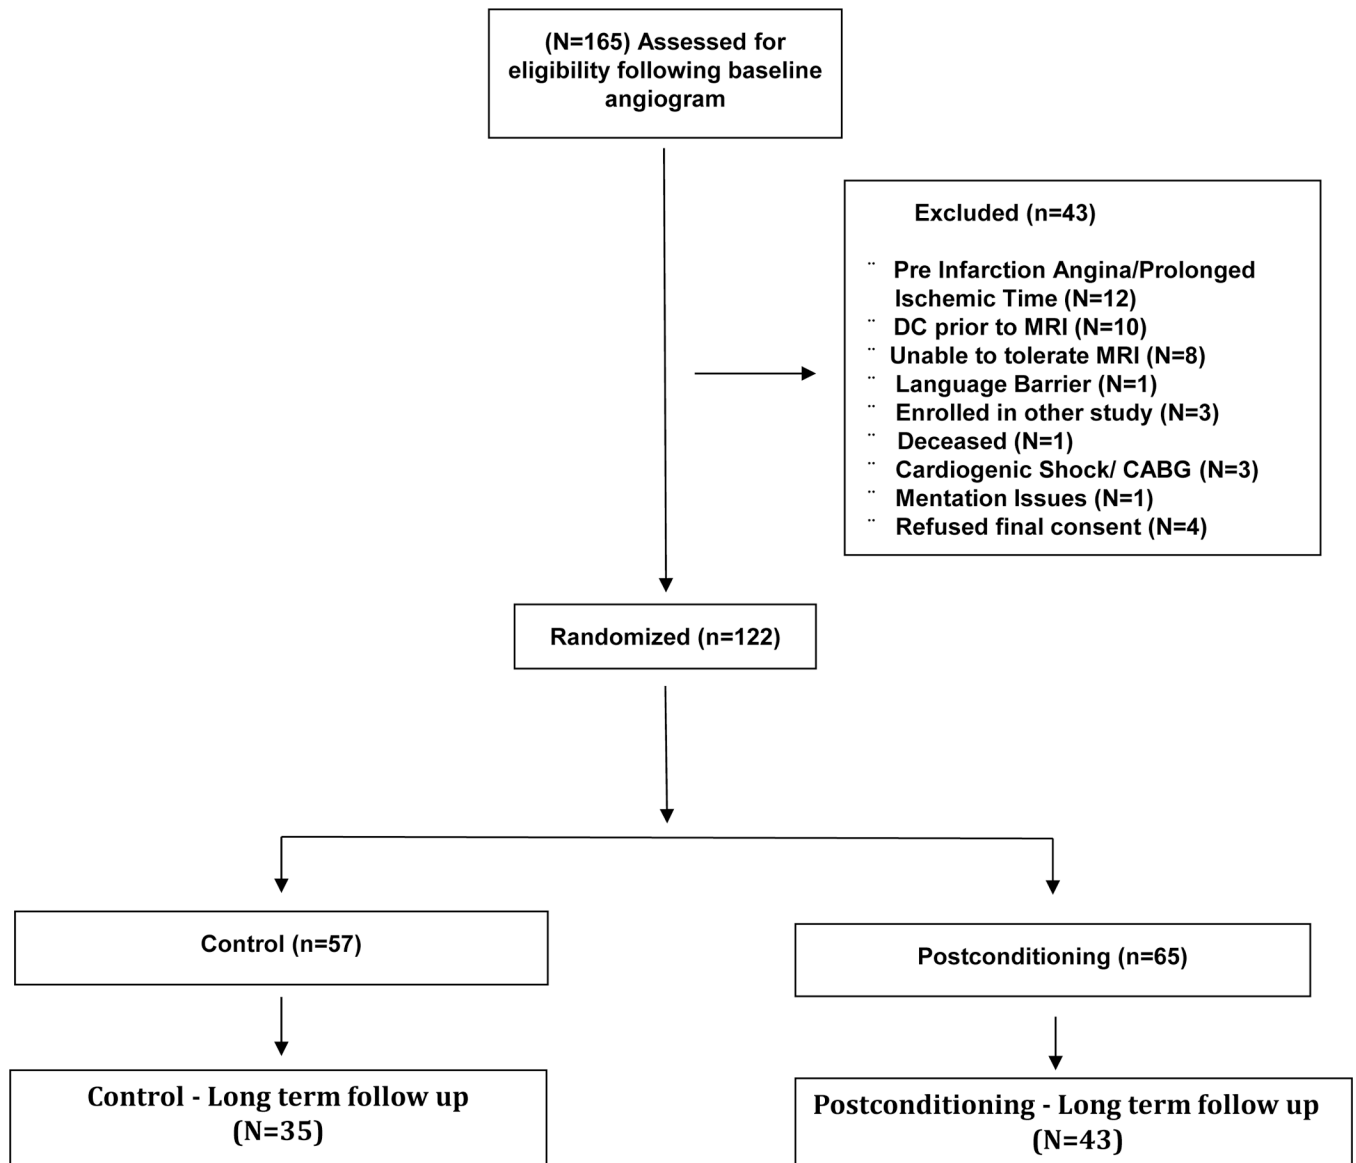 (N=165) Assessed for
eligibility following baseline
angiogram
Excluded (n=43)
¨ Pre Infarction Angina/Prolonged
Ischemic Time (N=12)
¨ DC prior to MRI (N=10)
¨ Unable to tolerate MRI (N=8)
¨ Language Barrier (N=1)
¨ Enrolled in other study (N=3)
¨ Deceased (N=1)
¨ Cardiogenic Shock/ CABG (N=3)
¨ Mentation Issues (N=1)
¨ Refused final consent (N=4)
Randomized (n=122)
Control (n=57)
Postconditioning (n=65)
Control - Long term follow up
(N=35)
Postconditioning - Long term follow up
(N=43)